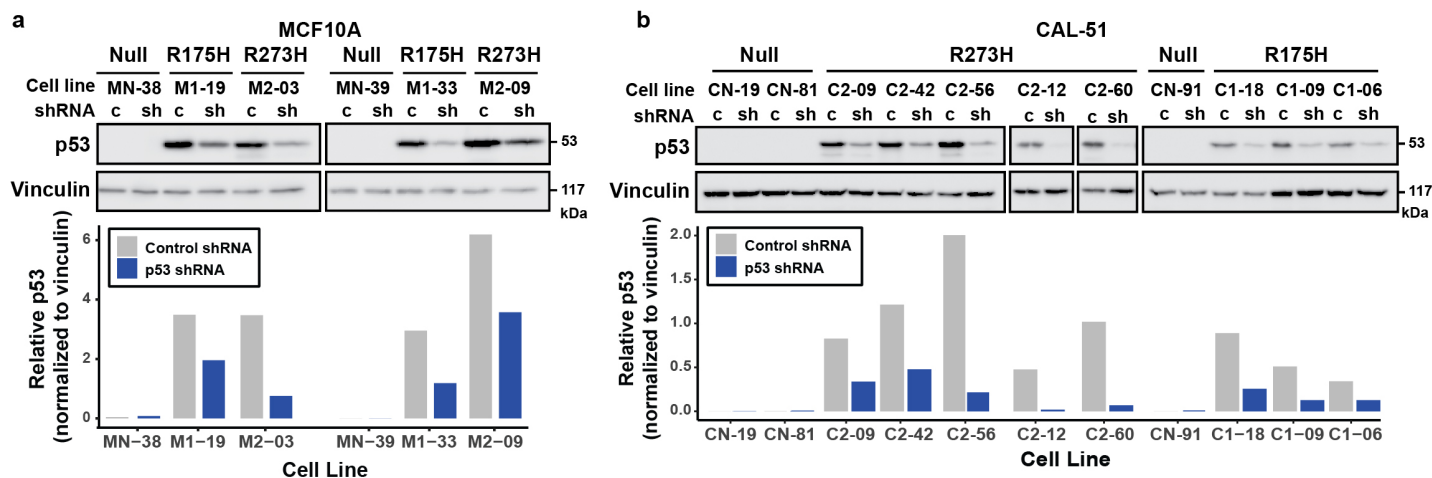 a
MCF10A
Null R175H R273H Null R175H R273H
Cell line MN-38 M1-19 M2-03 MN-39 M1-33 M2-09
shRNA c sh c sh c sh c sh c sh c sh
p53 53
Vinculin 117
kDa
Relative p53
(normalized to vinculin)
6
4
2
0
Control shRNA
p53 shRNA
MN-38 M1-19 M2-03 MN-39 M1-33 M2-09
Cell Line
b
CAL-51
Null R273H Null R175H
Cell line CN-19 CN-81 C2-09 C2-42 C2-56 C2-12 C2-60 CN-91 C1-18 C1-09 C1-06
shRNA c sh c sh c sh c sh c sh c sh c sh c sh c sh c sh c sh
p53 53
Vinculin 117
kDa
Relative p53
(normalized to vinculin)
2.0
1.5
1.0
0.5
0.0
Control shRNA
p53 shRNA
CN-19 CN-81 C2-09 C2-42 C2-56 C2-12 C2-60 CN-91 C1-18 C1-09 C1-06
Cell Line